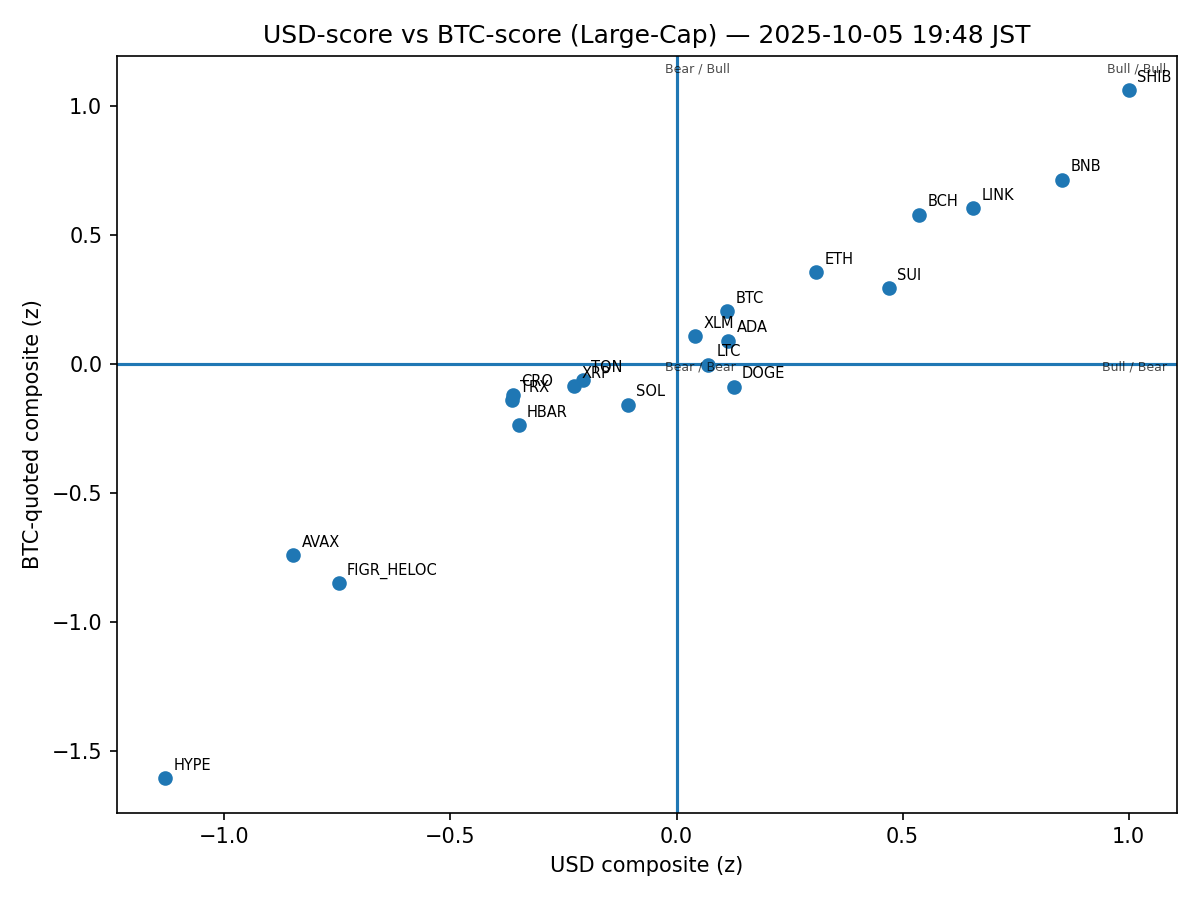 USD-score vs BTC-score (Large-Cap) — 2025-10-05 19:48 JST
Bear / Bull
Bull / Bull
SHIB
1.0
BNB
LINK
BCH
0.5
ETH
SUI
BTC
XLM
ADA
LTC
0.0
TON
Bear / Bear
Bull / Bear
XRP
DOGE
CRO
TRX
SOL
HBAR
−0.5
AVAX
FIGR_HELOC
−1.0
−1.5
HYPE
BTC-quoted composite (z)
−1.0
−0.5
0.0
0.5
1.0
USD composite (z)